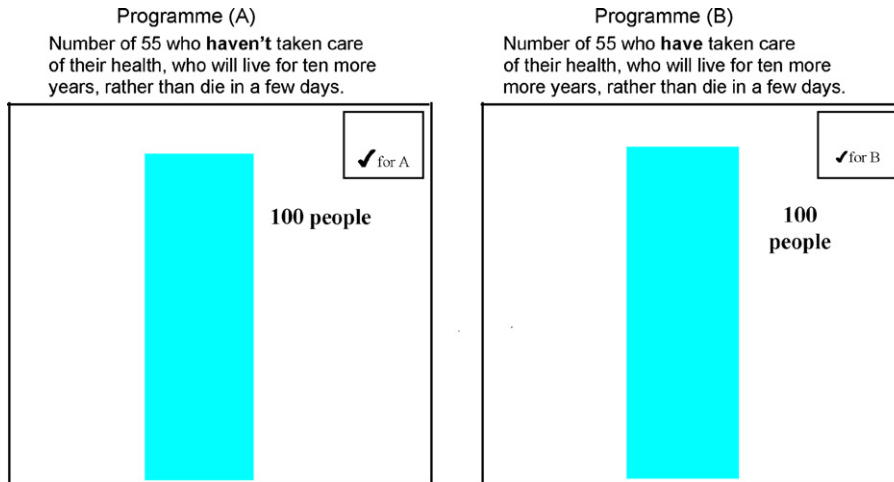 Programme (A)
Number of 55 who haven't taken care
of their health, who will live for ten more
years, rather than die in a few days.
✔ for A
100 people
Programme (B)
Number of 55 who have taken care
of their health, who will live for ten more
more years, rather than die in a few days.
✔ for B
100
people